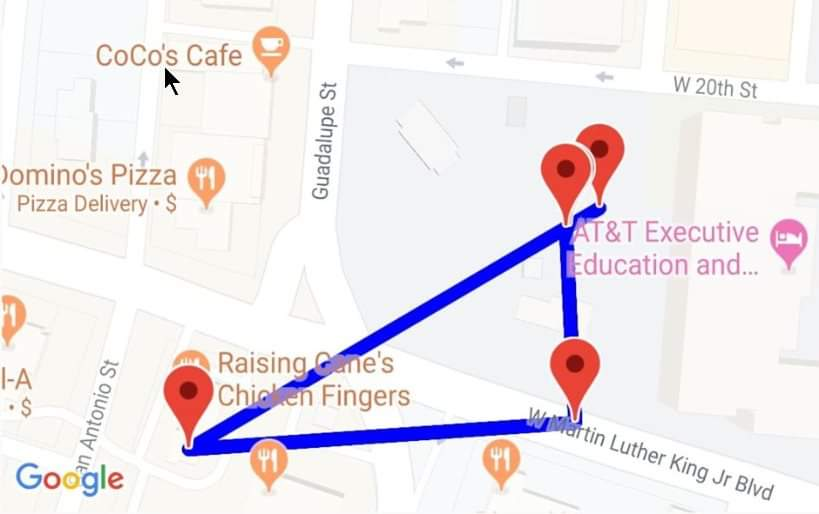 CoCo's Cafe
W 20th St
Guadalupe St
Domino's Pizza
Pizza Delivery • $
AT&T Executive
Education and...
Raising Cane's
Chicken Fingers
l-A
• $
an Antonio St
W Martin Luther King Jr Blvd
Google